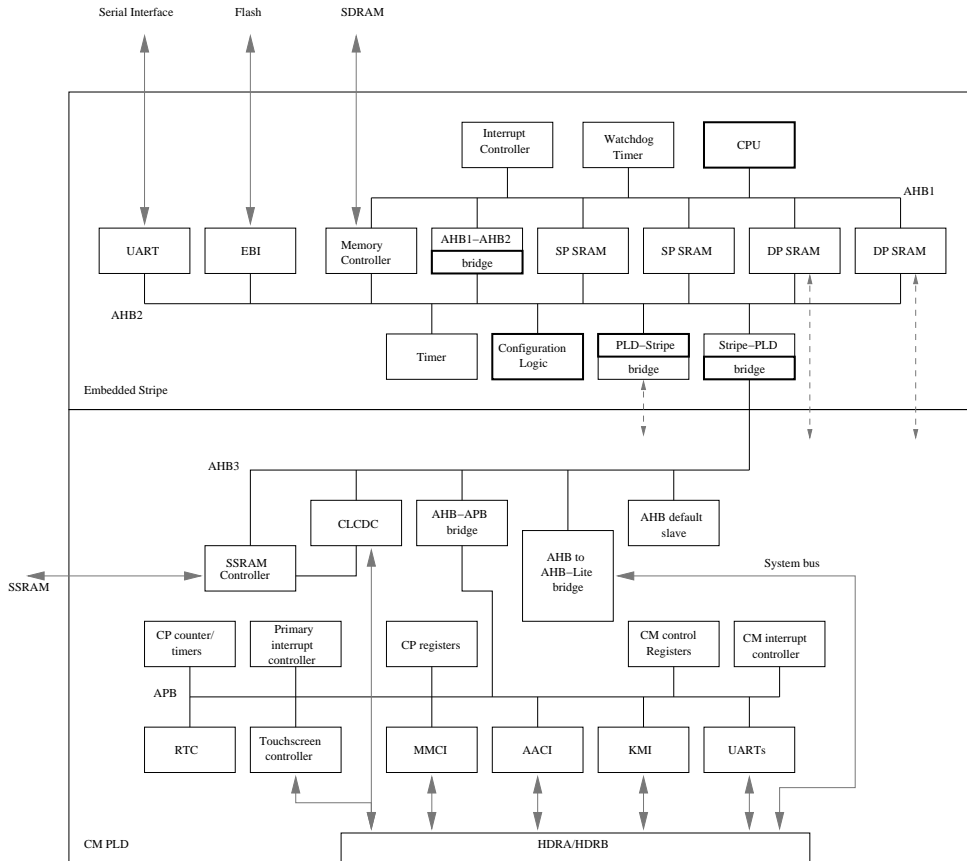 Serial Interface
Flash
SDRAM
Interrupt
Controller
Watchdog
Timer
CPU
AHB1
UART
EBI
Memory
Controller
AHB1−AHB2
bridge
SP SRAM
SP SRAM
DP SRAM
DP SRAM
AHB2
Timer
Configuration
Logic
PLD−Stripe
bridge
Stripe−PLD
bridge
Embedded Stripe
AHB3
CLCDC
AHB−APB
bridge
AHB default
slave
SSRAM
Controller
AHB to
AHB−Lite
bridge
System bus
SSRAM
CP counter/
timers
Primary
interrupt
controller
CP registers
CM control
Registers
CM interrupt
controller
APB
RTC
Touchscreen
controller
MMCI
AACI
KMI
UARTs
CM PLD
HDRA/HDRB